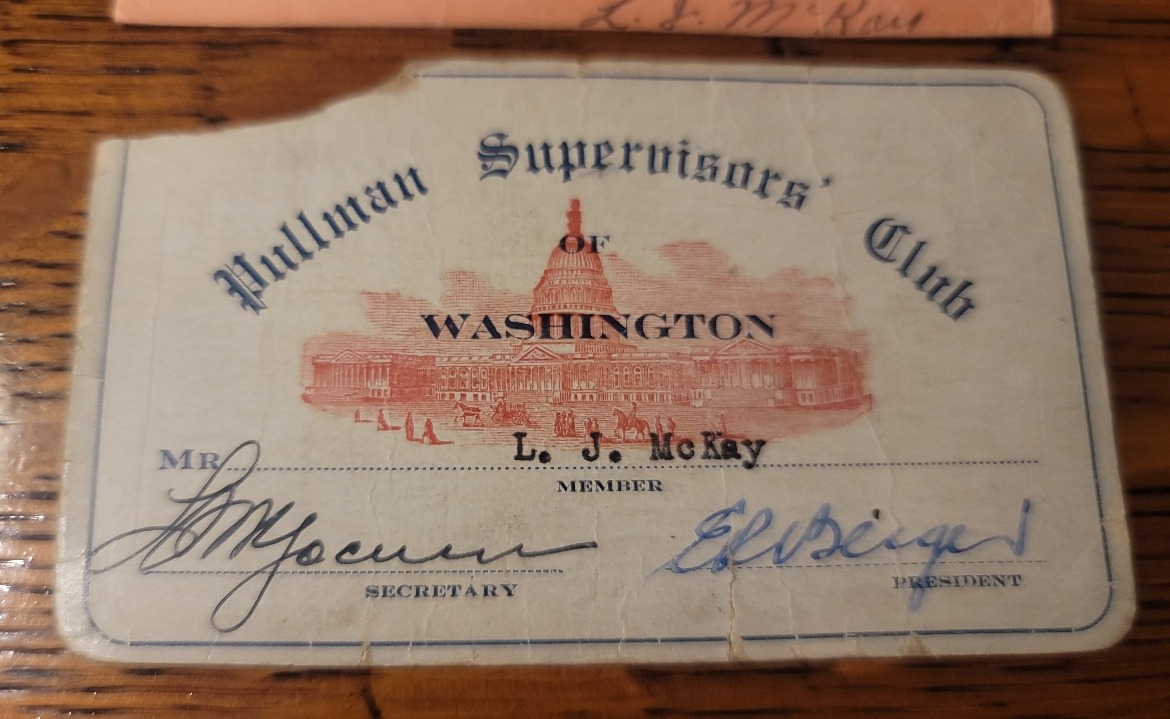 L. J. McKay
Pullman Supervisors' Club
OF
WASHINGTON
MR. L. J. McKay
MEMBER
SECRETARY
PRESIDENT